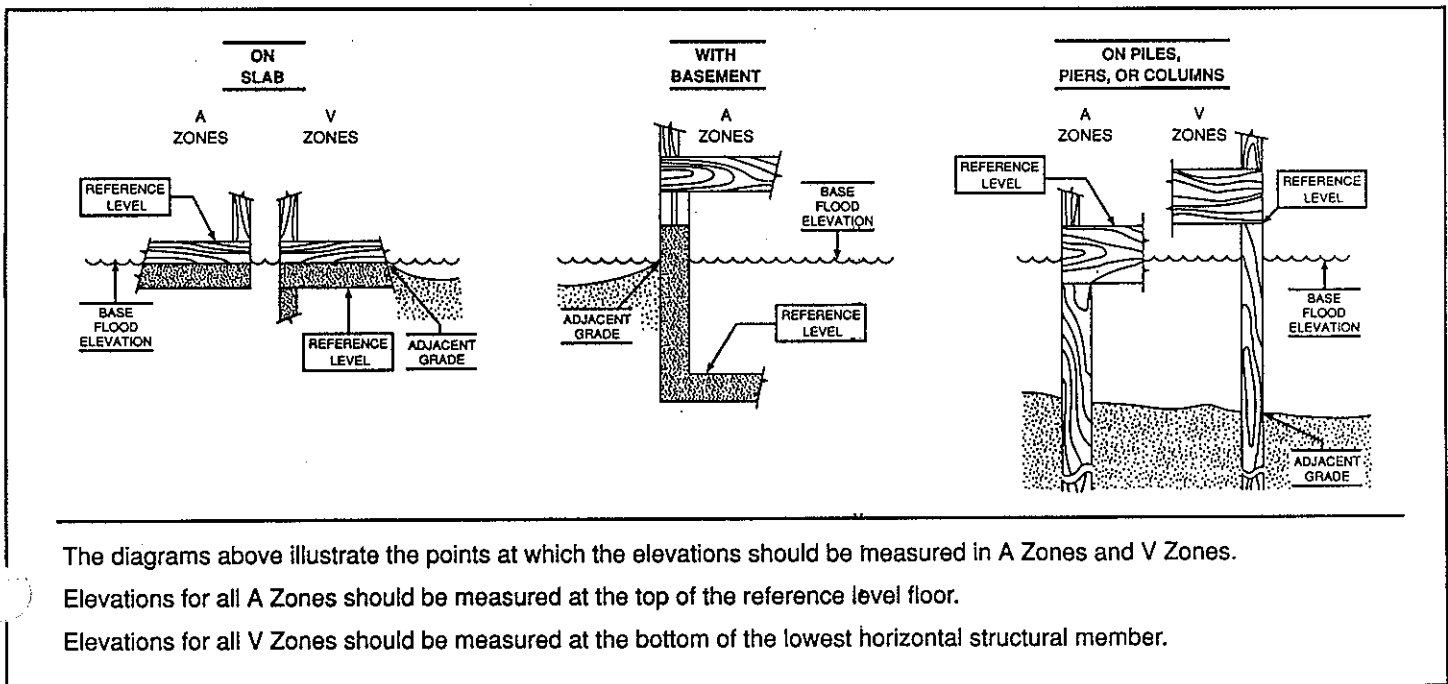 ON
SLAB
A
ZONES
V
ZONES
REFERENCE
LEVEL
BASE
FLOOD
ELEVATION
REFERENCE
LEVEL
ADJACENT
GRADE
WITH
BASEMENT
A
ZONES
BASE
FLOOD
ELEVATION
ADJACENT
GRADE
REFERENCE
LEVEL
ON PILES,
PIERS, OR COLUMNS
A
ZONES
V
ZONES
REFERENCE
LEVEL
REFERENCE
LEVEL
BASE
FLOOD
ELEVATION
ADJACENT
GRADE
The diagrams above illustrate the points at which the elevations should be measured in A Zones and V Zones.
Elevations for all A Zones should be measured at the top of the reference level floor.
Elevations for all V Zones should be measured at the bottom of the lowest horizontal structural member.